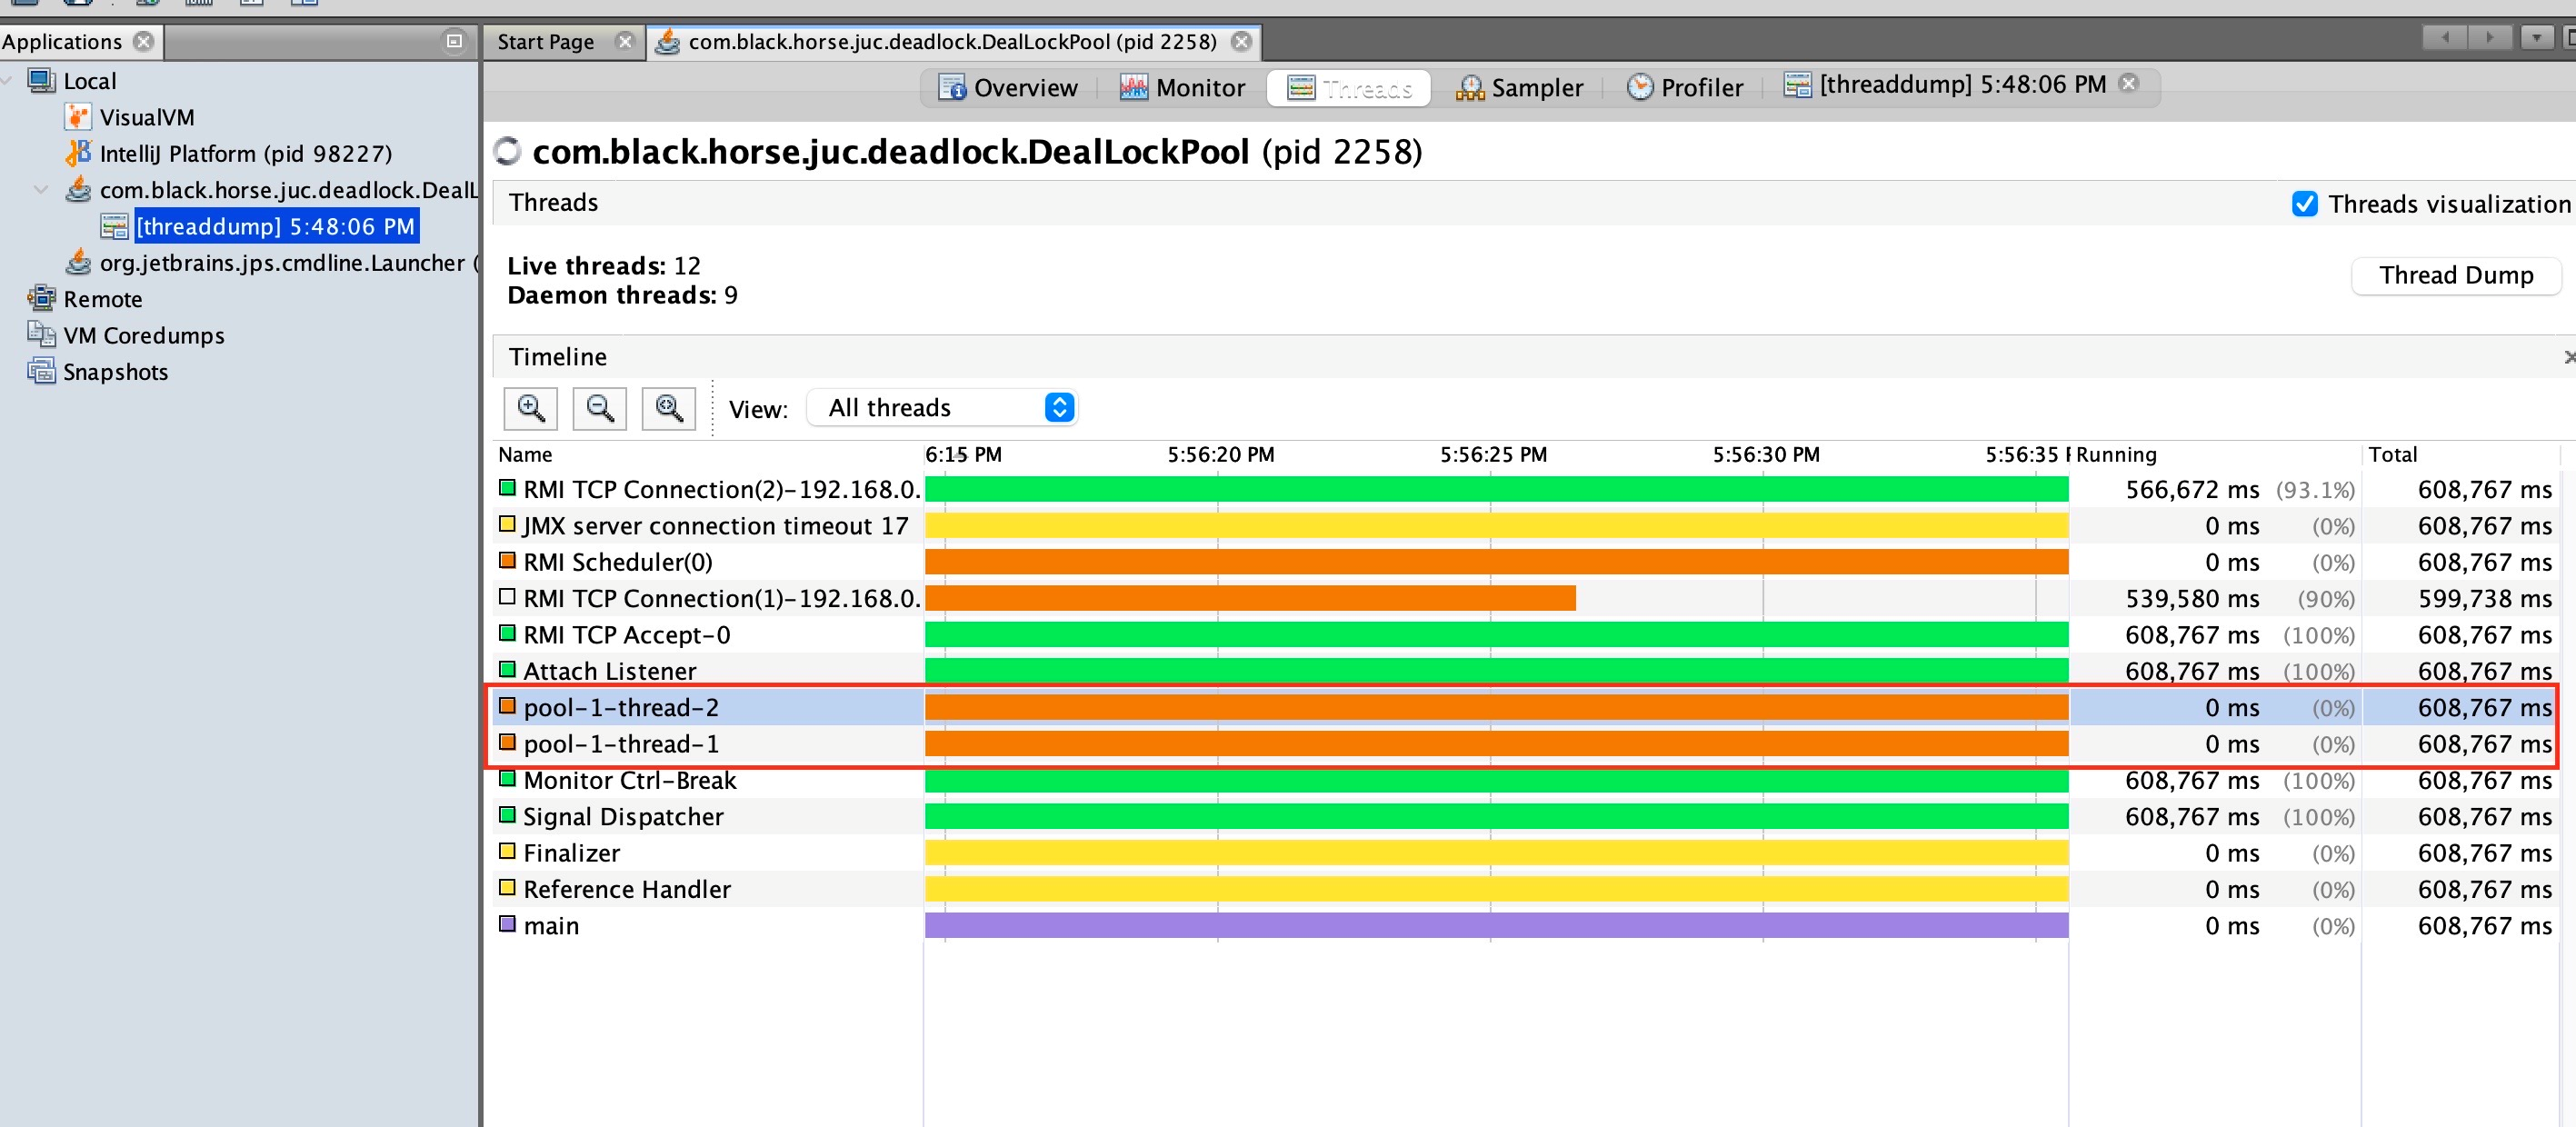 Applications
Start Page
com.black.horse.juc.deadlock.DealLockPool (pid 2258)
Local
VisualVM
IntelliJ Platform (pid 98227)
com.black.horse.juc.deadlock.DealL
[threaddump] 5:48:06 PM
org.jetbrains.jps.cmdline.Launcher (
Remote
VM Coredumps
Snapshots
Overview
Monitor
Threads
Sampler
Profiler
[threaddump] 5:48:06 PM
com.black.horse.juc.deadlock.DealLockPool (pid 2258)
Threads
Threads visualization
Live threads: 12
Daemon threads: 9
Thread Dump
Timeline
View: All threads
Name 6:15 PM 5:56:20 PM 5:56:25 PM 5:56:30 PM 5:56:35 Running Total
RMI TCP Connection(2)-192.168.0. 566,672 ms (93.1%) 608,767 ms
JMX server connection timeout 17 0 ms (0%) 608,767 ms
RMI Scheduler(0) 0 ms (0%) 608,767 ms
RMI TCP Connection(1)-192.168.0. 539,580 ms (90%) 599,738 ms
RMI TCP Accept-0 608,767 ms (100%) 608,767 ms
Attach Listener 608,767 ms (100%) 608,767 ms
pool-1-thread-2 0 ms (0%) 608,767 ms
pool-1-thread-1 0 ms (0%) 608,767 ms
Monitor Ctrl-Break 608,767 ms (100%) 608,767 ms
Signal Dispatcher 608,767 ms (100%) 608,767 ms
Finalizer 0 ms (0%) 608,767 ms
Reference Handler 0 ms (0%) 608,767 ms
main 0 ms (0%) 608,767 ms